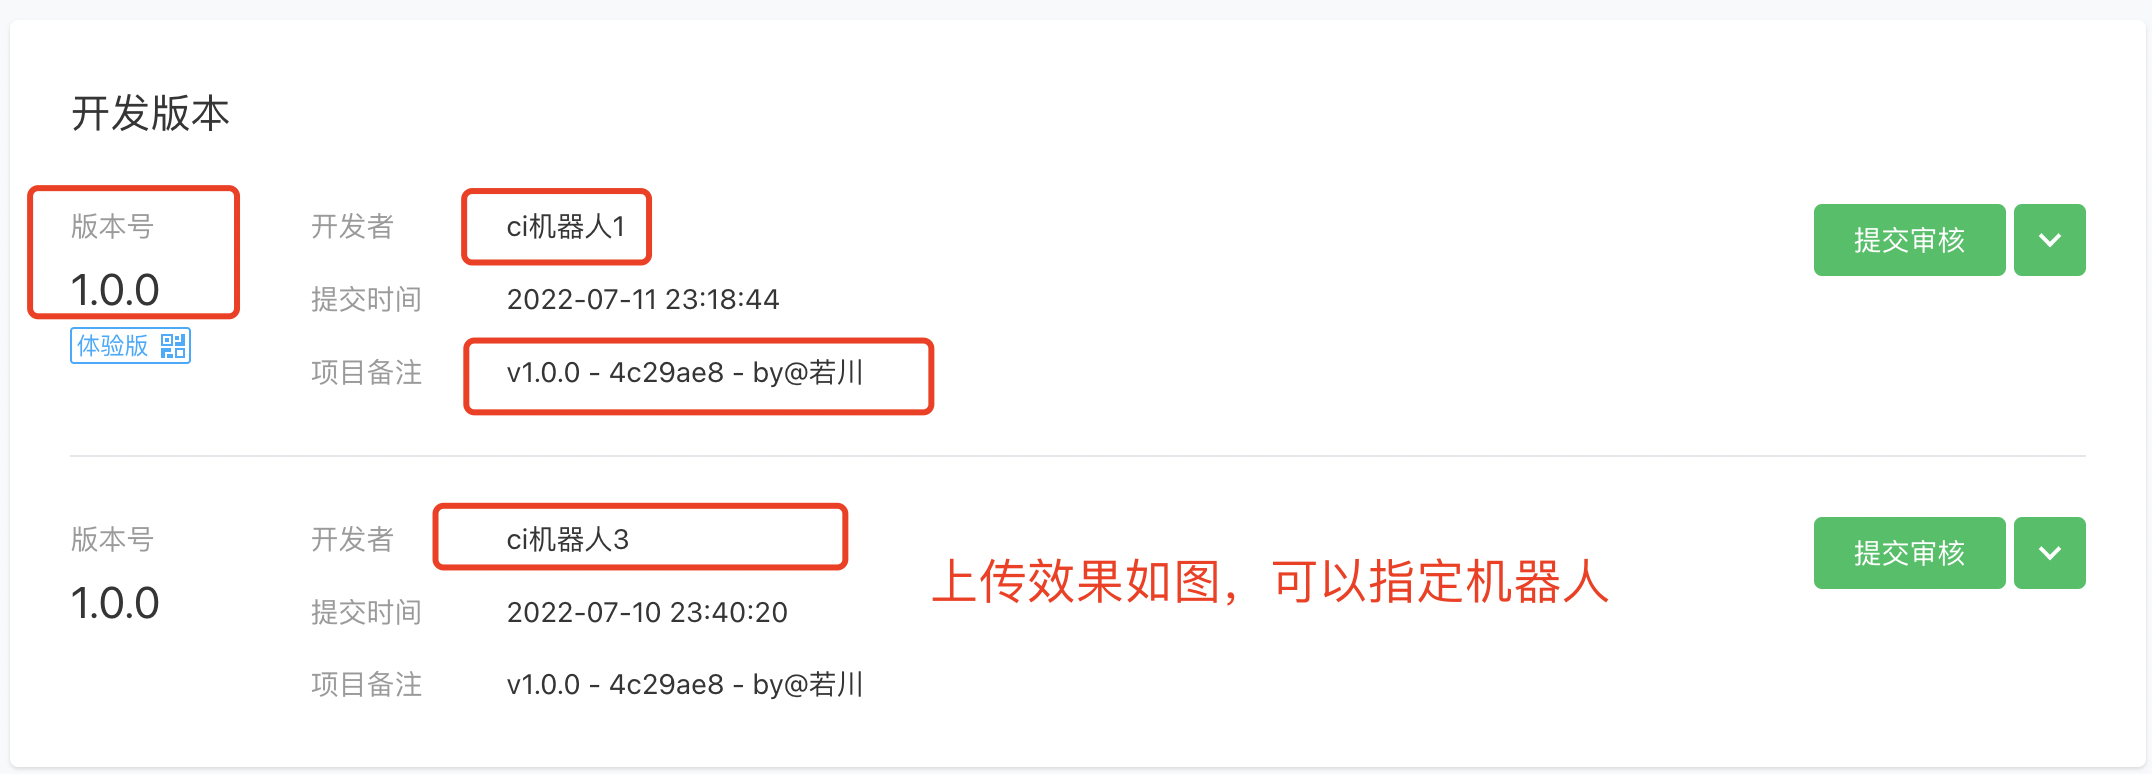 开发版本
版本号
1.0.0
体验版
开发者 ci机器人1
提交时间 2022-07-11 23:18:44
项目备注 v1.0.0 - 4c29ae8 - by@若川
提交审核
版本号
1.0.0
开发者 ci机器人3
提交时间 2022-07-10 23:40:20
项目备注 v1.0.0 - 4c29ae8 - by@若川
上传效果如图，可以指定机器人
提交审核